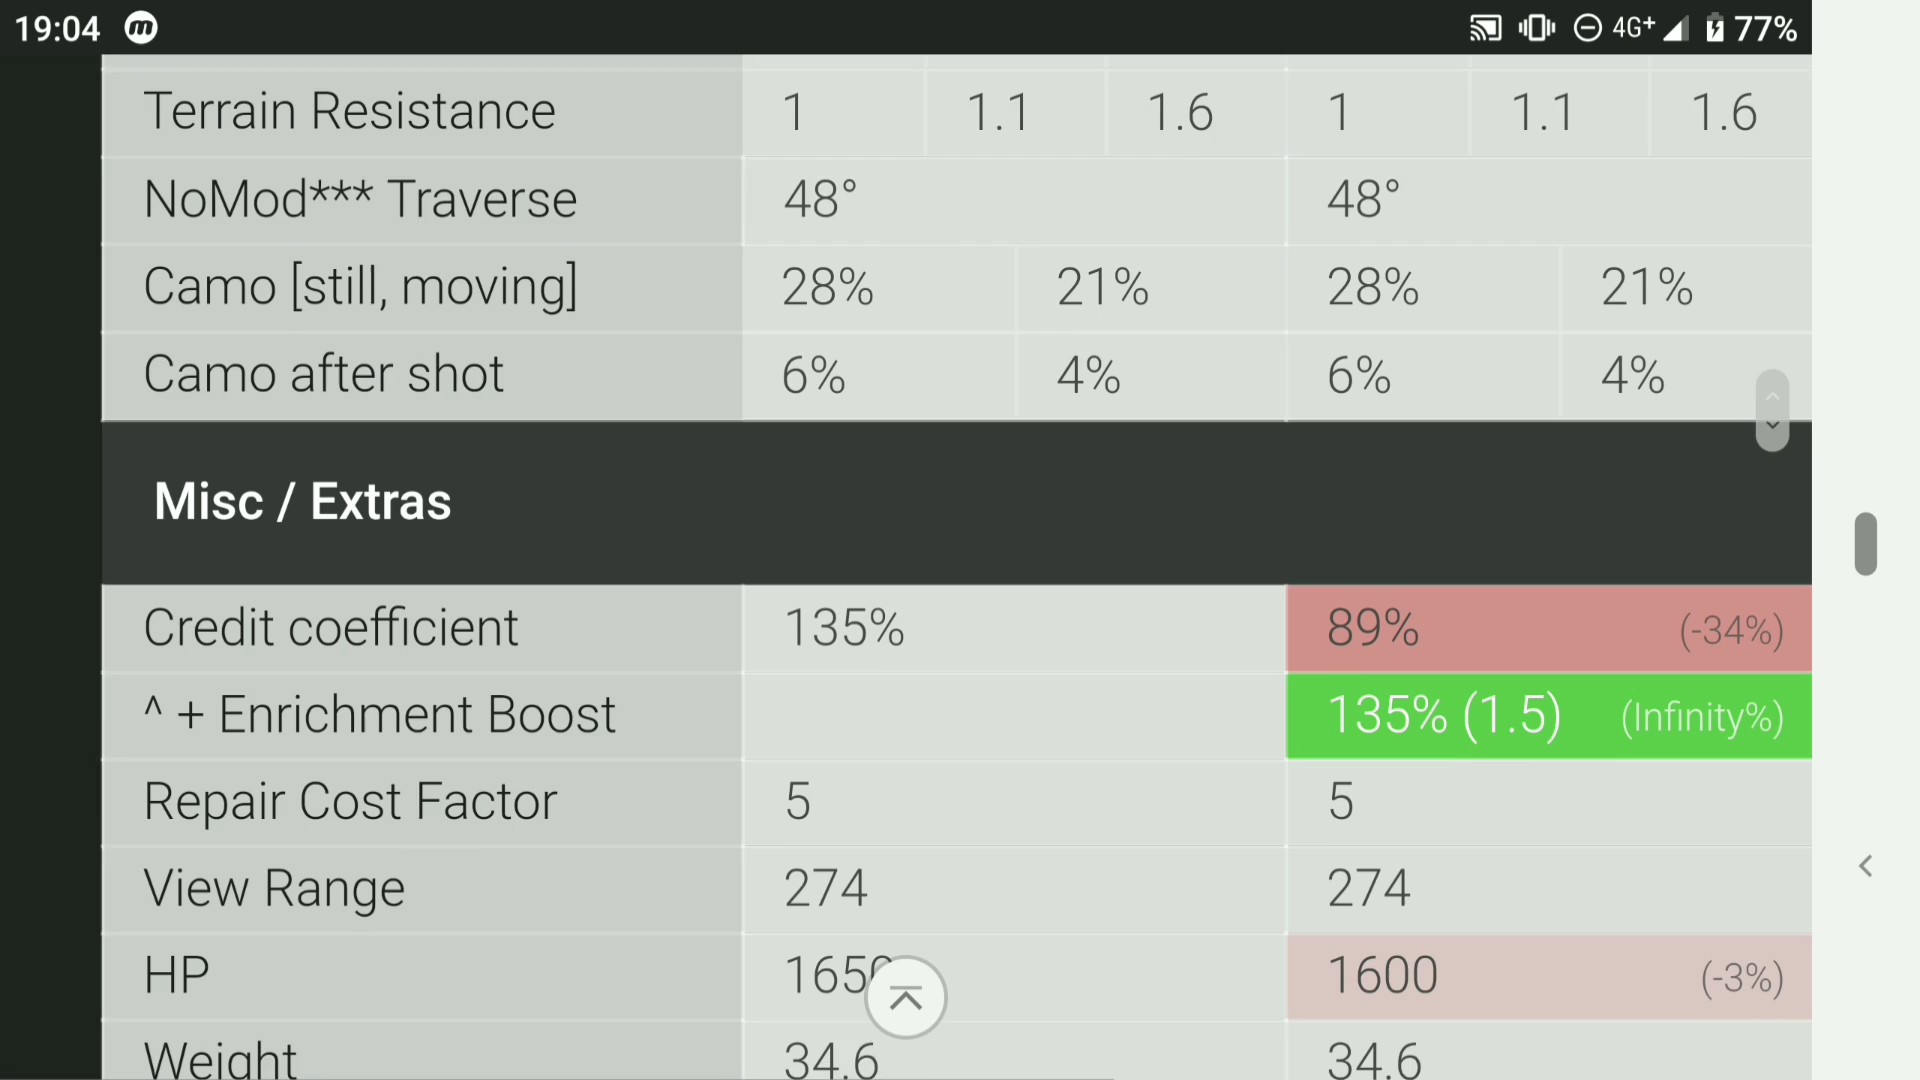 19:04 m 4G+ 77%
Terrain Resistance 1 1.1 1.6 1 1.1 1.6
NoMod*** Traverse 48° 48°
Camo [still, moving] 28% 21% 28% 21%
Camo after shot 6% 4% 6% 4%
Misc / Extras
Credit coefficient 135% 89% (-34%)
^ + Enrichment Boost 135% (1.5) (Infinity%)
Repair Cost Factor 5 5
View Range 274 274
HP 1650 1600 (-3%)
Weight 34.6 34.6